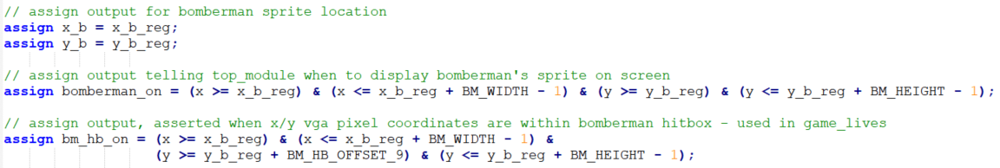 // assign output for bomberman sprite location
assign x_b = x_b_reg;
assign y_b = y_b_reg;
// assign output telling top_module when to display bomberman's sprite on screen
assign bomberman_on = (x >= x_b_reg) & (x <= x_b_reg + BM_WIDTH - 1) & (y >= y_b_reg) & (y <= y_b_reg + BM_HEIGHT - 1);
// assign output, asserted when x/y vga pixel coordinates are within bomberman hitbox - used in game_lives
assign bm_hb_on = (x >= x_b_reg) & (x <= x_b_reg + BM_WIDTH - 1) &
(y >= y_b_reg + BM_HB_OFFSET_9) & (y <= y_b_reg + BM_HEIGHT - 1);